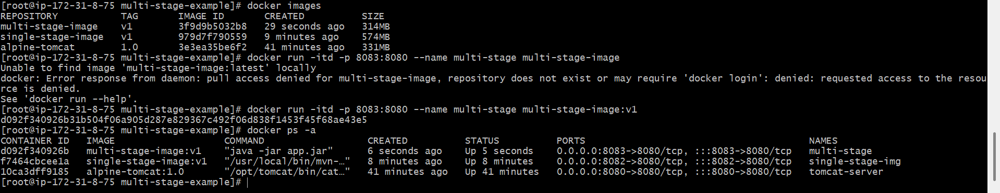 [root@ip-172-31-8-75 multi-stage-example]# docker images
REPOSITORY           TAG       IMAGE ID       CREATED          SIZE
multi-stage-image    v1        3f9d9b5032b8   29 seconds ago   314MB
single-stage-image   v1        979d7f790559   9 minutes ago    574MB
alpine-tomcat        1.0       3e3ea35be6f2   41 minutes ago   331MB
[root@ip-172-31-8-75 multi-stage-example]# docker run -itd -p 8083:8080 --name multi-stage multi-stage-image
Unable to find image 'multi-stage-image:latest' locally
docker: Error response from daemon: pull access denied for multi-stage-image, repository does not exist or may require 'docker login': denied: requested access to the resou
rce is denied.
See 'docker run --help'.
[root@ip-172-31-8-75 multi-stage-example]# docker run -itd -p 8083:8080 --name multi-stage multi-stage-image:v1
d092f340926b31b504f06a905d287e829367c492f06d838f1453f45f68ae43e5
[root@ip-172-31-8-75 multi-stage-example]# docker ps -a
CONTAINER ID   IMAGE                   COMMAND                  CREATED          STATUS          PORTS                                       NAMES
d092f340926b   multi-stage-image:v1    "java -jar app.jar"      6 seconds ago    Up 5 seconds    0.0.0.0:8083->8080/tcp, :::8083->8080/tcp   multi-stage
f7464cbcee1a   single-stage-image:v1   "/usr/local/bin/mvn-…"   8 minutes ago    Up 8 minutes    0.0.0.0:8082->8080/tcp, :::8082->8080/tcp   single-stage-img
10ca3dff9185   alpine-tomcat:1.0       "/opt/tomcat/bin/cat…"   41 minutes ago   Up 41 minutes   0.0.0.0:8080->8080/tcp, :::8080->8080/tcp   tomcat-server
[root@ip-172-31-8-75 multi-stage-example]#